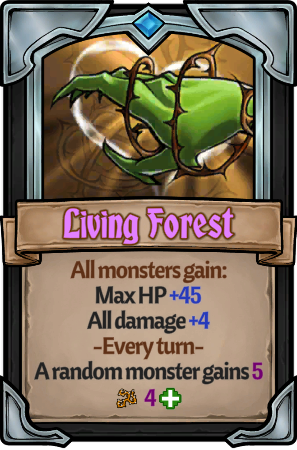 Living Forest
All monsters gain:
Max HP +45
All damage +4
-Every turn-
A random monster gains 5
4